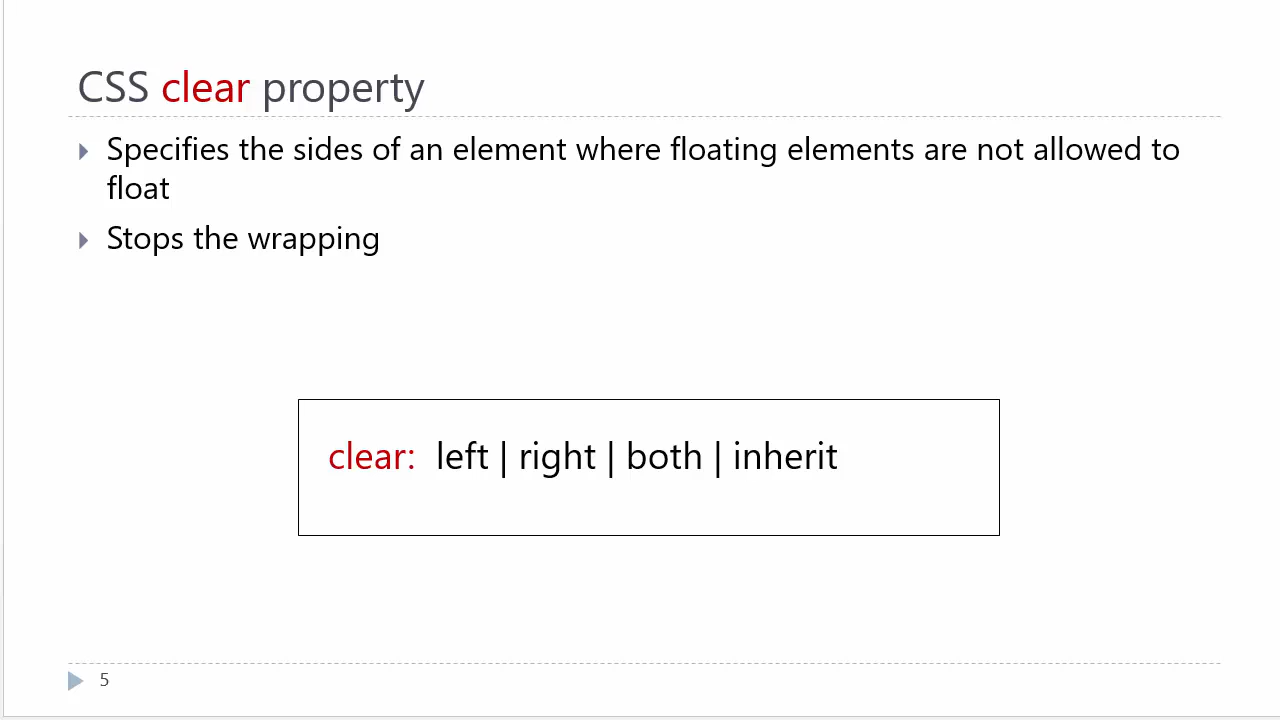 CSS clear property
Specifies the sides of an element where floating elements are not allowed to
float
Stops the wrapping
clear: left | right | both | inherit
5